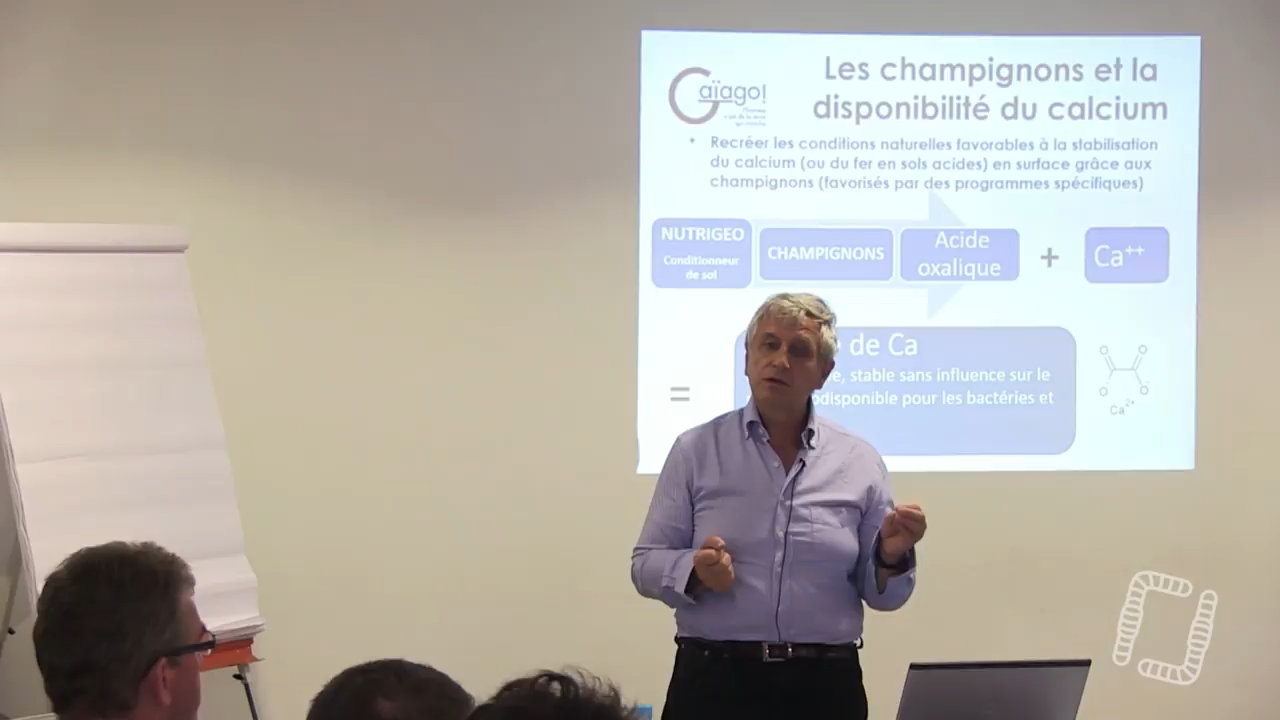 Les champignons et la
disponibilité du calcium
Gaïago!
• Recréer les conditions naturelles favorables à la stabilisation
du calcium (ou du fer en sols acides) en surface grâce aux
champignons (favorisés par des programmes spécifiques)
NUTRIGEO
Conditionneur
de sol
CHAMPIGNONS
Acide
oxalique
+
Ca++
=
de Ca
, stable sans influence sur le
disponible pour les bactéries et
Ca2+